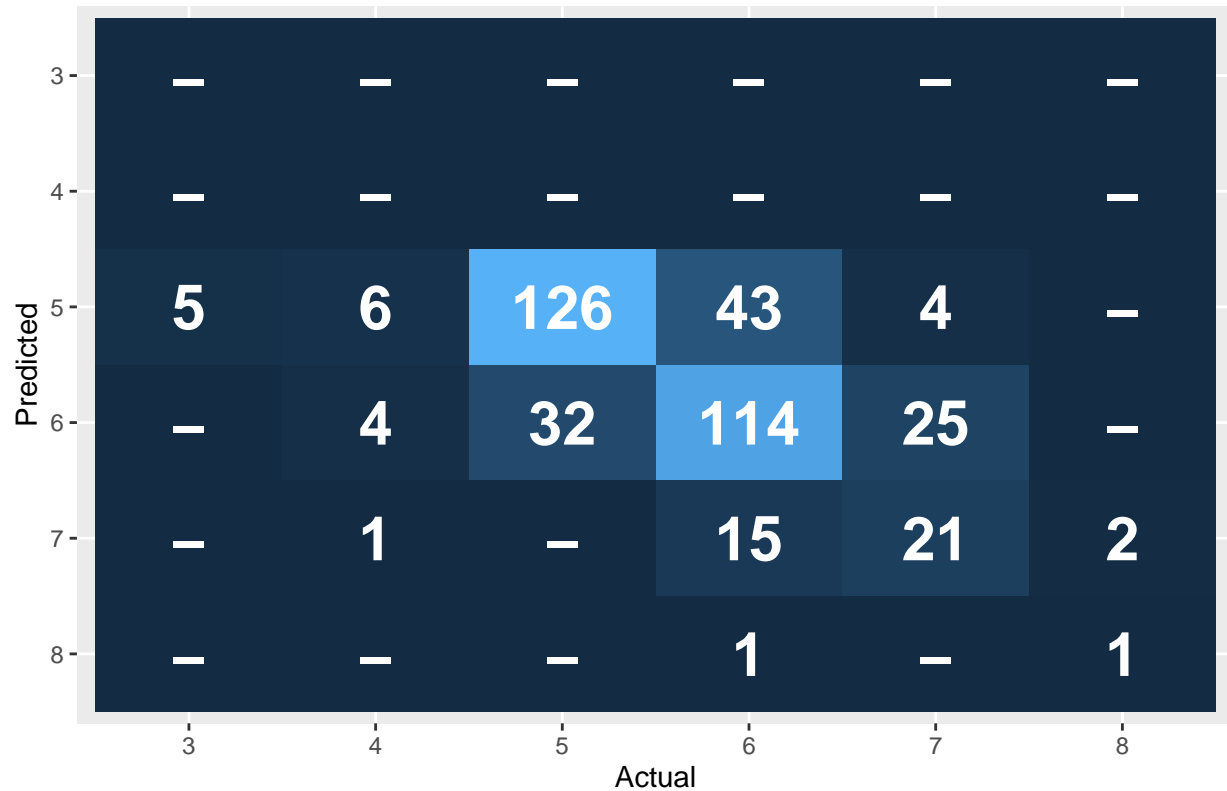 3 – – – – – –
4 – – – – – –
5 5 6 126 43 4 –
6 – 4 32 114 25 –
7 – 1 – 15 21 2
8 – – – 1 – 1
Predicted
3 4 5 6 7 8
Actual